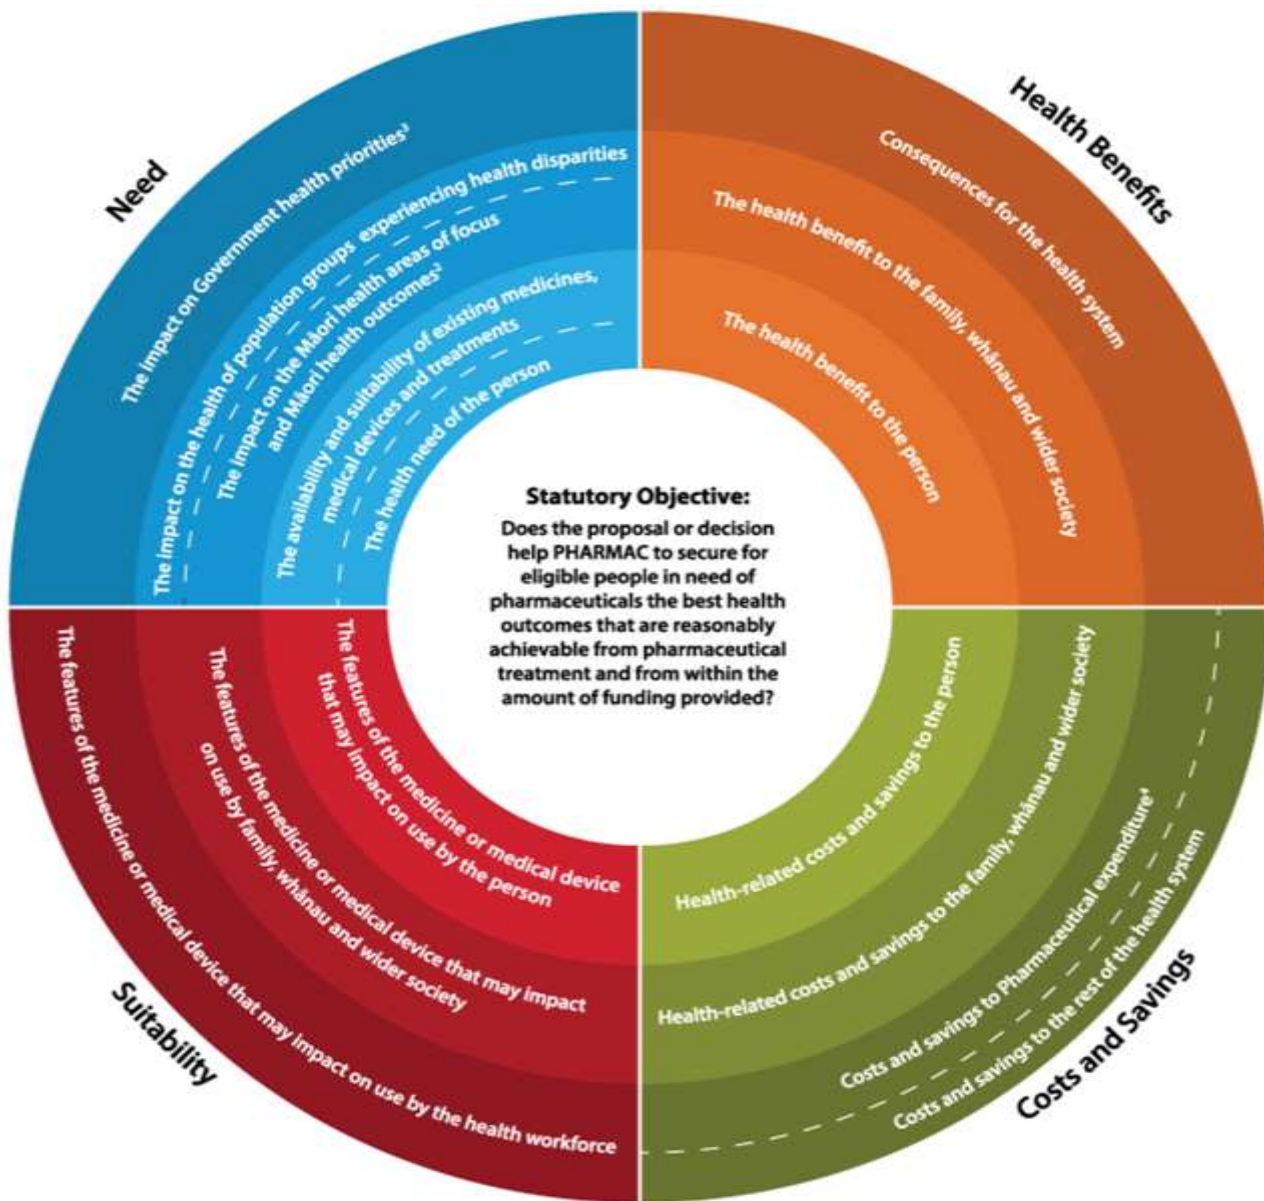 Need
The impact on Government health priorities³
The impact on the health of population groups experiencing health disparities
The impact on the Māori health areas of focus
and Māori health outcomes²
The availability and suitability of existing medicines,
medical devices and treatments
The health need of the person
Health Benefits
Consequences for the health system
The health benefit to the family, whānau and wider society
The health benefit to the person
Statutory Objective:
Does the proposal or decision
help PHARMAC to secure for
eligible people in need of
pharmaceuticals the best health
outcomes that are reasonably
achievable from pharmaceutical
treatment and from within the
amount of funding provided?
The features of the medicine or medical device
that may impact on use by the person
The features of the medicine or medical device that may impact
on use by family, whānau and wider society
The features of the medicine or medical device that may impact on use by the health workforce
Suitability
Health-related costs and savings to the person
Health-related costs and savings to the family, whānau and wider society
Costs and savings to Pharmaceutical expenditure⁴
Costs and savings to the rest of the health system
Costs and Savings